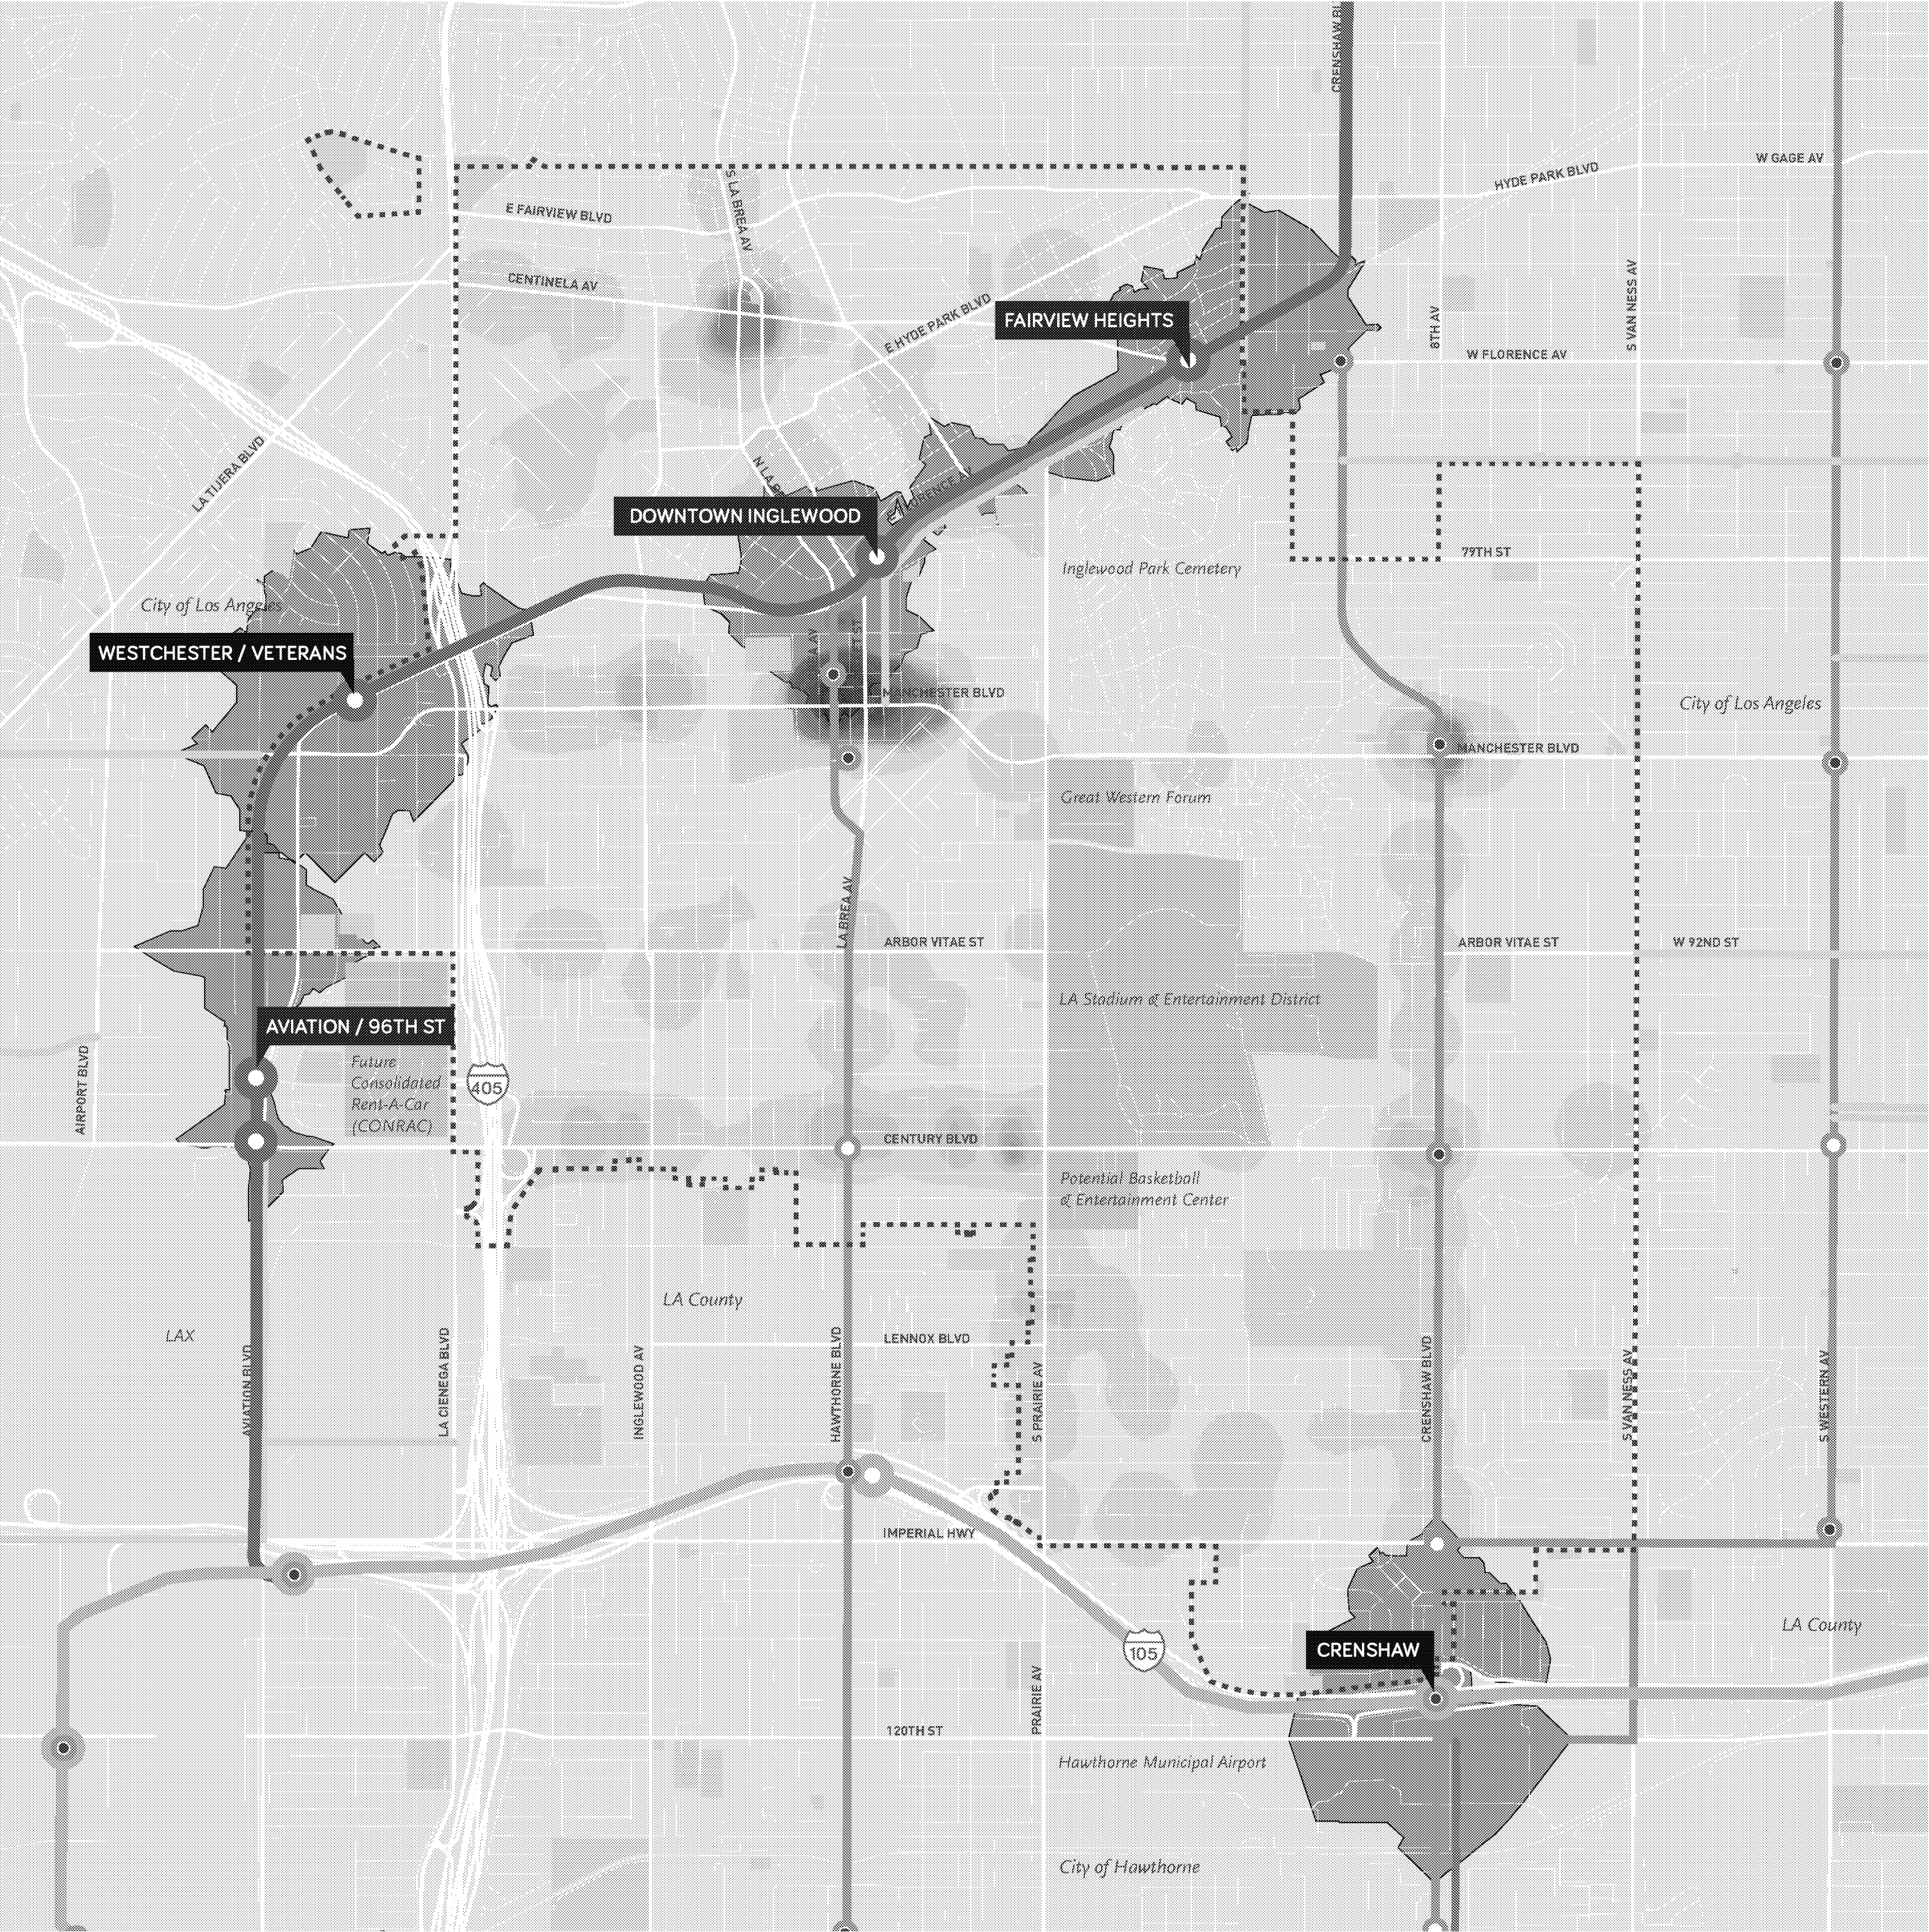 CRENSHAW BL
W GAGE AV
HYDE PARK BLVD
S LA BREA AV
E FAIRVIEW BLVD
CENTINELA AV
S VAN NESS AV
E HYDE PARK BLVD
FAIRVIEW HEIGHTS
8TH AV
W FLORENCE AV
LA TIJERA BLVD
N LA
DOWNTOWN INGLEWOOD
79TH ST
Inglewood Park Cemetery
City of Los Angeles
WESTCHESTER / VETERANS
MANCHESTER BLVD
City of Los Angeles
MANCHESTER BLVD
Great Western Forum
LA BREA AV
ARBOR VITAE ST
ARBOR VITAE ST
W 92ND ST
LA Stadium & Entertainment District
AVIATION / 96TH ST
Future
Consolidated
Rent-A-Car
(CONRAC)
405
AIRPORT BLVD
CENTURY BLVD
Potential Basketball
& Entertainment Center
LA County
LAX
LENNOX BLVD
AVIATION BLVD
LA CIENEGA BLVD
INGLEWOOD AV
HAWTHORNE BLVD
S PRAIRIE AV
CRENSHAW BLVD
S VAN NESS AV
S WESTERN AV
IMPERIAL HWY
LA County
105
CRENSHAW
PRAIRIE AV
120TH ST
Hawthorne Municipal Airport
City of Hawthorne